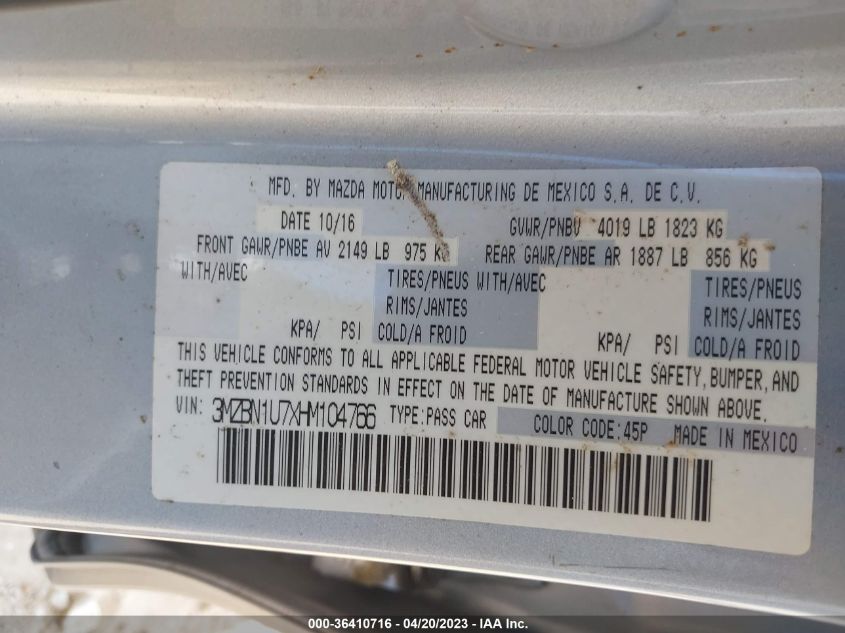 MFD. BY MAZDA MOTOR MANUFACTURING DE MEXICO S.A. DE C.V.
DATE 10/16 GVWR/PNBV 4019 LB 1823 KG
FRONT GAWR/PNBE AV 2149 LB 975 KG REAR GAWR/PNBE AR 1887 LB 856 KG
WITH/AVEC TIRES/PNEUS WITH/AVEC TIRES/PNEUS
RIMS/JANTES RIMS/JANTES
KPA/ PSI COLD/A FROID KPA/ PSI COLD/A FROID
THIS VEHICLE CONFORMS TO ALL APPLICABLE FEDERAL MOTOR VEHICLE SAFETY, BUMPER, AND
THEFT PREVENTION STANDARDS IN EFFECT ON THE DATE OF MANUFACTURE SHOWN ABOVE.
VIN: 3MZBN1U7XHM104766 TYPE:PASS CAR COLOR CODE:45P MADE IN MEXICO
000-36410716 - 04/20/2023 - IAA Inc.